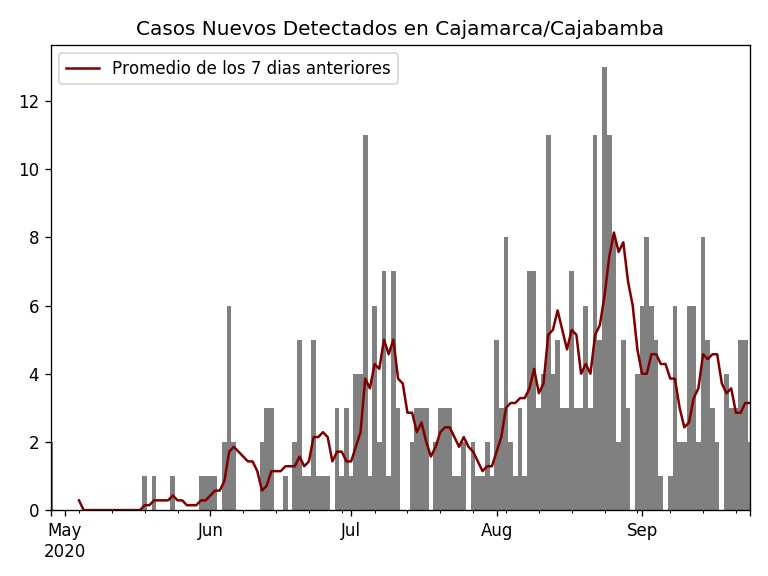 Casos Nuevos Detectados en Cajamarca/Cajabamba
Promedio de los 7 dias anteriores
12
10
8
6
4
2
0
May Jun Jul Aug Sep
2020